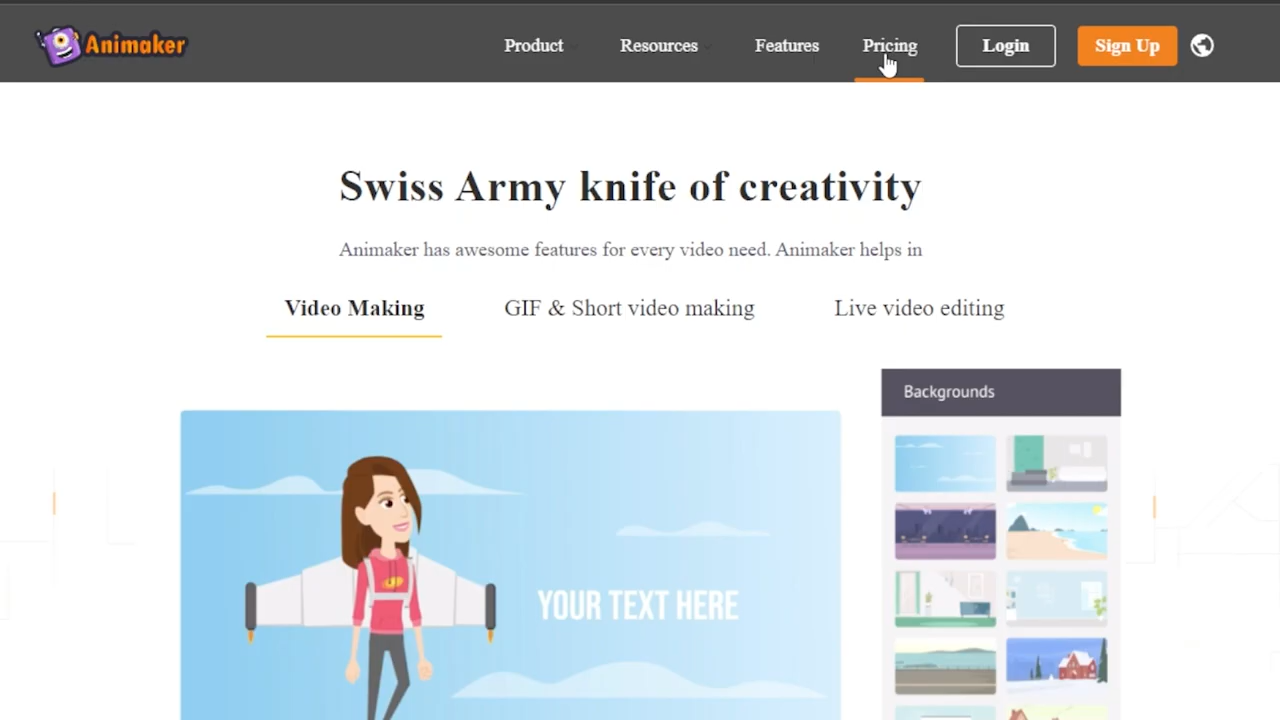 Animaker
Product
Resources
Features
Pricing
Login
Sign Up
Swiss Army knife of creativity
Animaker has awesome features for every video need. Animaker helps in
Video Making
GIF & Short video making
Live video editing
Backgrounds
YOUR TEXT HERE